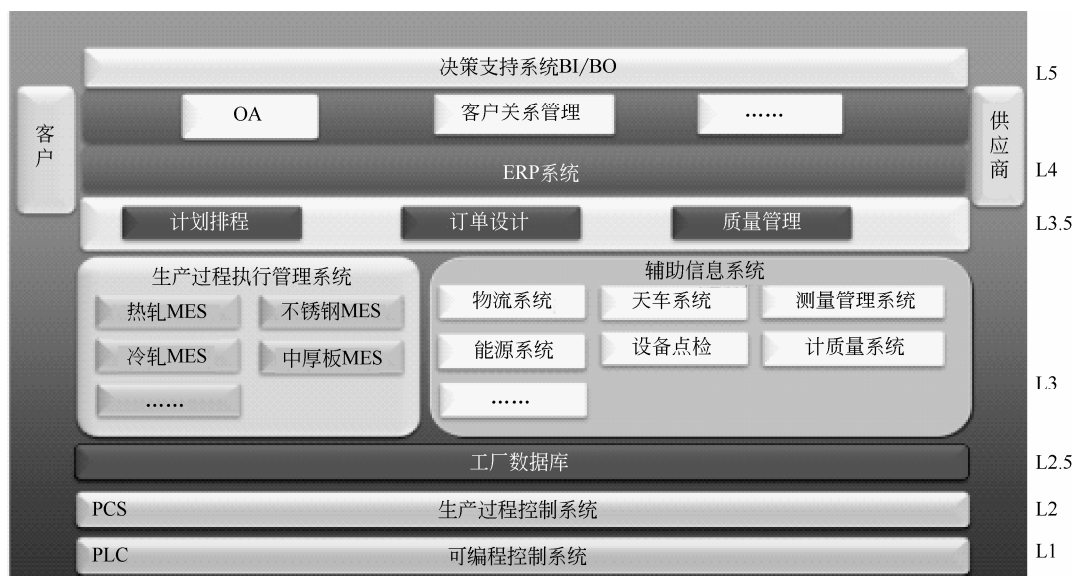 决策支持系统BI/BO
L5
客户
OA
客户关系管理
……
供应商
ERP系统
L4
计划排程
订单设计
质量管理
L3.5
生产过程执行管理系统
热轧MES
不锈钢MES
冷轧MES
中厚板MES
……
辅助信息系统
物流系统
天车系统
测量管理系统
能源系统
设备点检
计质量系统
……
L3
工厂数据库
L2.5
PCS
生产过程控制系统
L2
PLC
可编程控制系统
L1